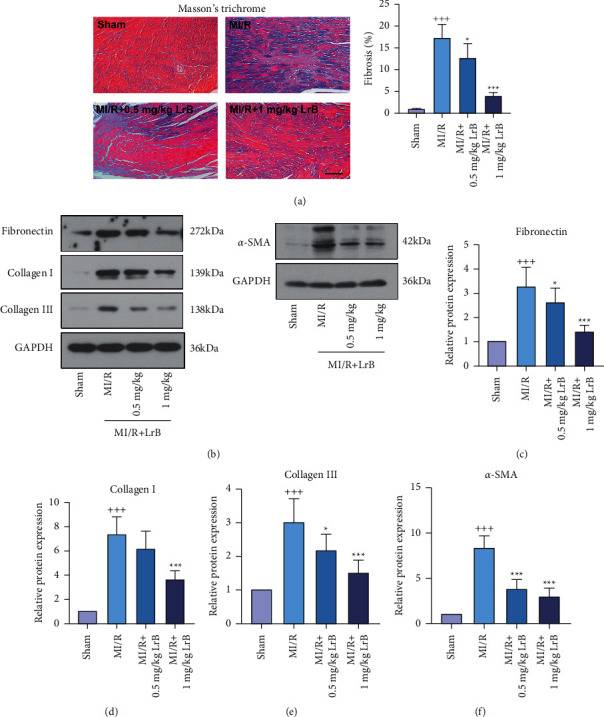 Masson's trichrome
Sham
MI/R
MI/R+0.5 mg/kg LrB
MI/R+1 mg/kg LrB
Fibrosis (%)
25
20
15
10
5
0
+++
*
***
Sham
MI/R
MI/R+
0.5 mg/kg LrB
MI/R+
1 mg/kg LrB
(a)
Fibronectin
272kDa
Collagen I
139kDa
Collagen III
138kDa
GAPDH
36kDa
Sham
MI/R
0.5 mg/kg
1 mg/kg
MI/R+LrB
α-SMA
42kDa
GAPDH
36kDa
Sham
MI/R
0.5 mg/kg
1 mg/kg
MI/R+LrB
(b)
Fibronectin
Relative protein expression
5
4
3
2
1
0
+++
*
***
Sham
MI/R
MI/R+
0.5 mg/kg LrB
MI/R+
1 mg/kg LrB
(c)
Collagen I
Relative protein expression
10
8
6
4
2
0
+++
***
Sham
MI/R
MI/R+
0.5 mg/kg LrB
MI/R+
1 mg/kg LrB
(d)
Collagen III
Relative protein expression
4
3
2
1
0
+++
*
***
Sham
MI/R
MI/R+
0.5 mg/kg LrB
MI/R+
1 mg/kg LrB
(e)
α-SMA
Relative protein expression
15
10
5
0
+++
***
***
Sham
MI/R
MI/R+
0.5 mg/kg LrB
MI/R+
1 mg/kg LrB
(f)